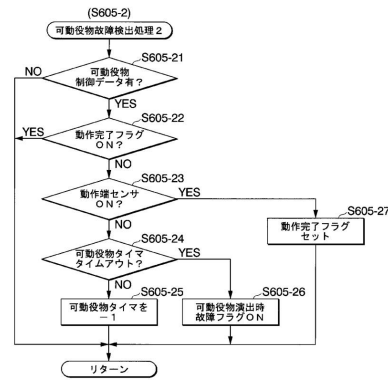 (S605-2)
可動役物故障検出処理2
S605-21
NO
可動役物
制御データ有?
YES
S605-22
YES
動作完了フラグ
ON?
NO
S605-23
動作端センサ
ON?
YES
S605-27
動作完了フラグ
セット
NO
S605-24
可動役物タイマ
タイムアウト?
YES
NO
S605-25
可動役物タイマを
-1
S605-26
可動役物演出時
故障フラグON
リターン